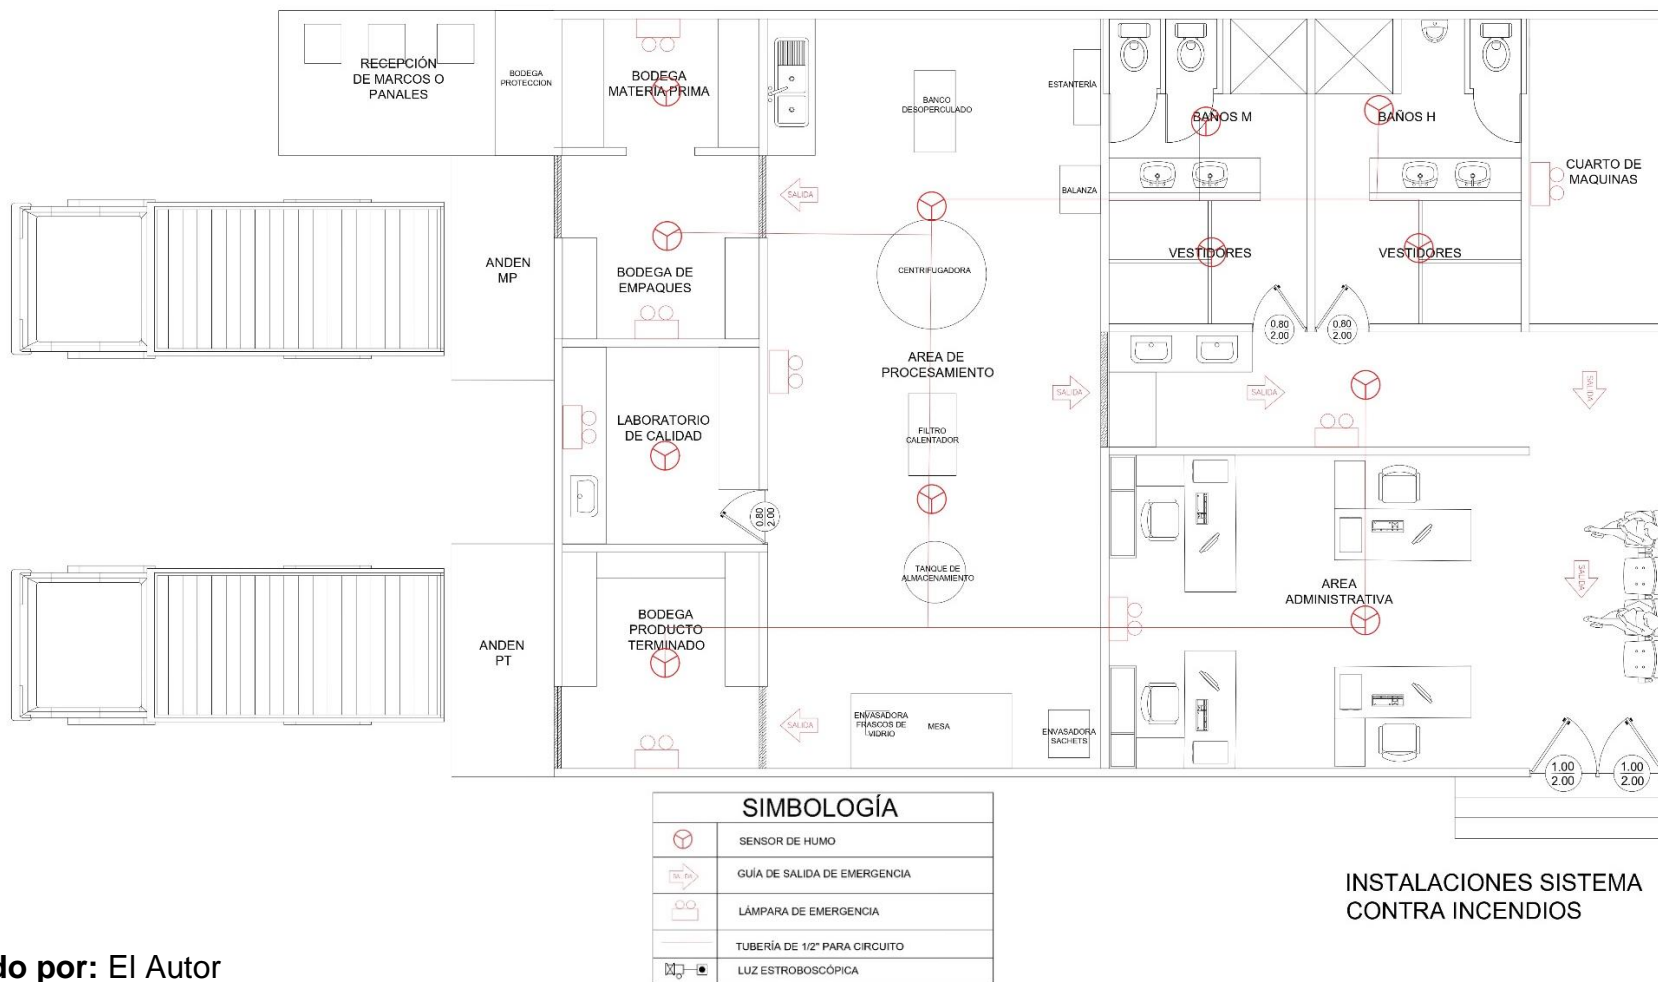 RECEPCIÓN
DE MARCOS O
PANALES
BODEGA
PROTECCION
BODEGA
MATERIA PRIMA
BANCO
DESOPERCULADO
ESTANTERÍA
BAÑOS M
BAÑOS H
CUARTO DE
MAQUINAS
SALIDA
BALANZA
ANDEN
MP
BODEGA DE
EMPAQUES
CENTRIFUGADORA
VESTIDORES
VESTIDORES
0.80
2.00
0.80
2.00
AREA DE
PROCESAMIENTO
SALIDA
SALIDA
SALIDA
LABORATORIO
DE CALIDAD
FILTRO
CALENTADOR
0.80
2.00
TANQUE DE
ALMACENAMIENTO
AREA
ADMINISTRATIVA
SALIDA
BODEGA
PRODUCTO
TERMINADO
ANDEN
PT
SALIDA
ENVASADORA
FRASCOS DE
VIDRIO
MESA
ENVASADORA
SACHETS
1.00
2.00
1.00
2.00
SIMBOLOGÍA
SENSOR DE HUMO
SALIDA
GUÍA DE SALIDA DE EMERGENCIA
LÁMPARA DE EMERGENCIA
TUBERÍA DE 1/2" PARA CIRCUITO
LUZ ESTROBOSCÓPICA
INSTALACIONES SISTEMA
CONTRA INCENDIOS
do por: El Autor